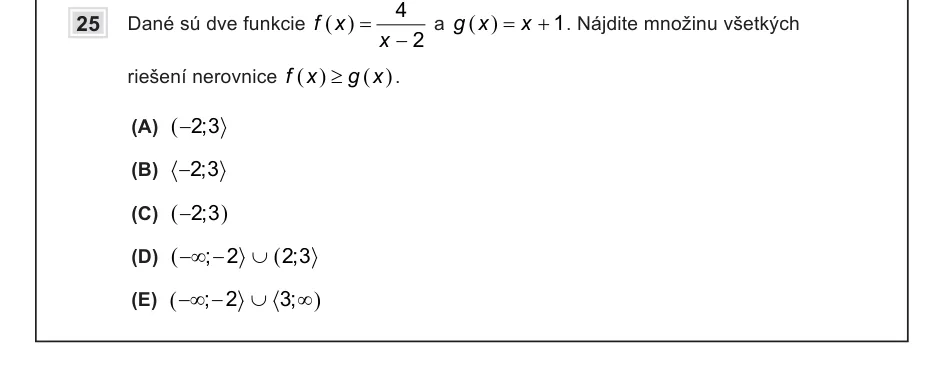 25 Dané sú dve funkcie f(x) = 4/(x − 2) a g(x) = x + 1. Nájdite množinu všetkých
riešení nerovnice f(x) ≥ g(x).
(A) (−2;3⟩
(B) ⟨−2;3⟩
(C) (−2;3)
(D) (−∞;−2⟩ ∪ (2;3⟩
(E) (−∞;−2⟩ ∪ ⟨3;∞)